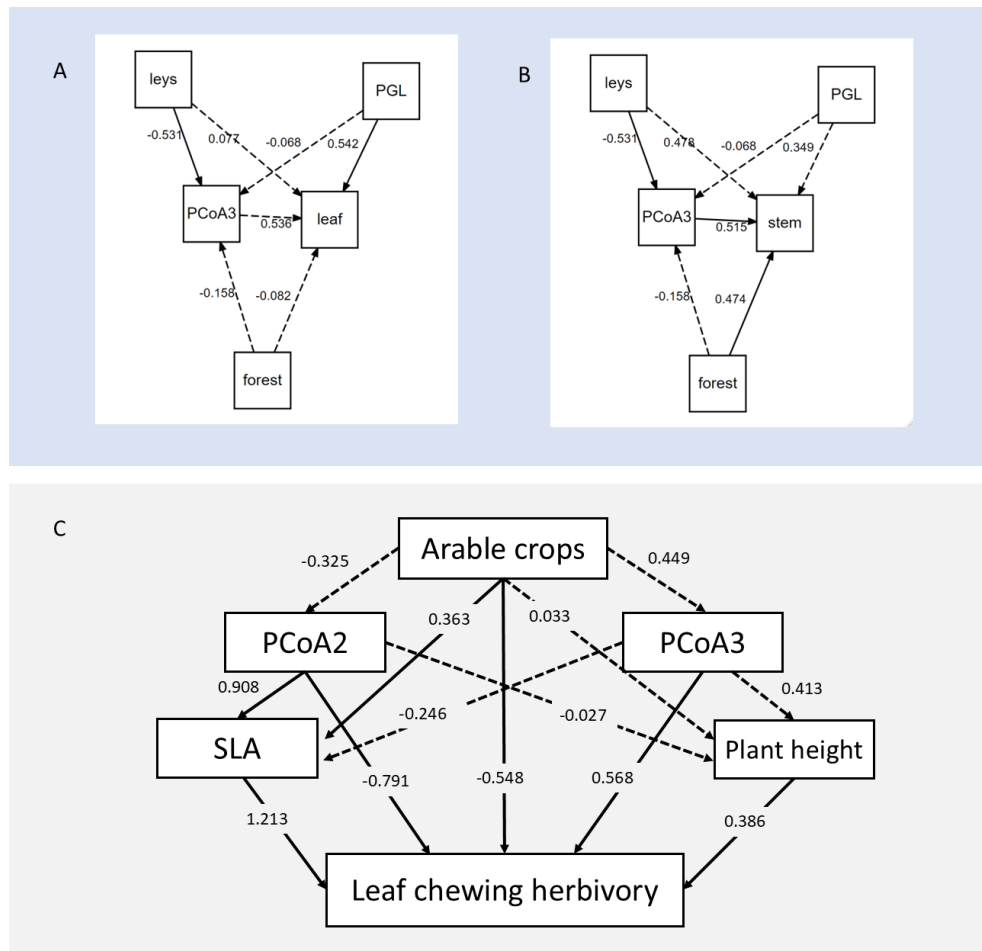 A
leys
PGL
-0.531
0.077
-0.068
0.542
PCoA3
leaf
0.536
-0.158
-0.082
forest
B
leys
PGL
-0.531
0.478
-0.068
0.349
PCoA3
stem
0.515
-0.158
0.474
forest
C
Arable crops
-0.325
0.449
0.363
0.033
PCoA2
PCoA3
0.908
0.413
-0.246
-0.027
SLA
Plant height
-0.791
-0.548
0.568
1.213
0.386
Leaf chewing herbivory